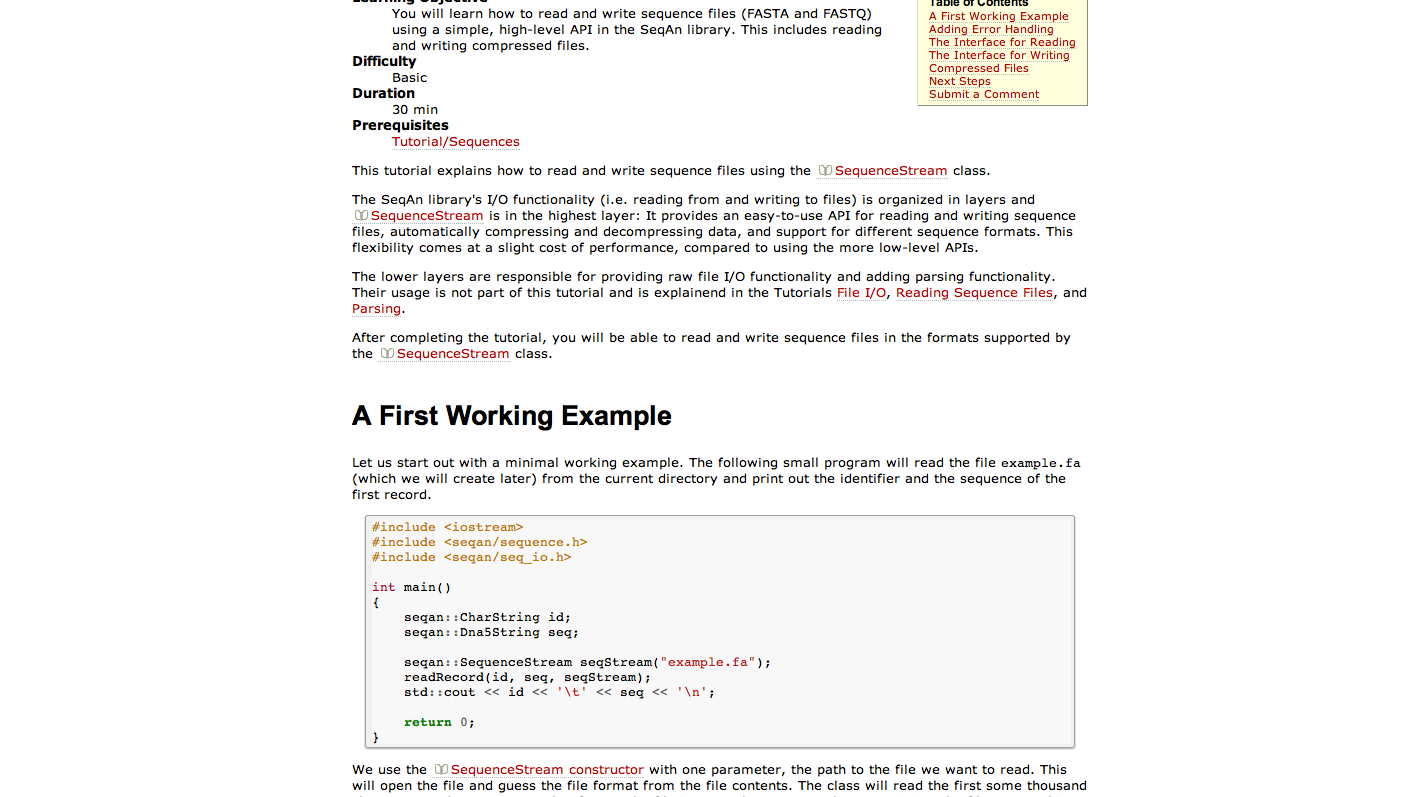 Learning Objective
You will learn how to read and write sequence files (FASTA and FASTQ)
using a simple, high-level API in the SeqAn library. This includes reading
and writing compressed files.
Difficulty
Basic
Duration
30 min
Prerequisites
Tutorial/Sequences
Table of Contents
A First Working Example
Adding Error Handling
The Interface for Reading
The Interface for Writing
Compressed Files
Next Steps
Submit a Comment
This tutorial explains how to read and write sequence files using the SequenceStream class.
The SeqAn library's I/O functionality (i.e. reading from and writing to files) is organized in layers and
SequenceStream is in the highest layer: It provides an easy-to-use API for reading and writing sequence
files, automatically compressing and decompressing data, and support for different sequence formats. This
flexibility comes at a slight cost of performance, compared to using the more low-level APIs.
The lower layers are responsible for providing raw file I/O functionality and adding parsing functionality.
Their usage is not part of this tutorial and is explainend in the Tutorials File I/O, Reading Sequence Files, and
Parsing.
After completing the tutorial, you will be able to read and write sequence files in the formats supported by
the SequenceStream class.
A First Working Example
Let us start out with a minimal working example. The following small program will read the file example.fa
(which we will create later) from the current directory and print out the identifier and the sequence of the
first record.
#include <iostream>
#include <seqan/sequence.h>
#include <seqan/seq_io.h>
int main()
{
    seqan::CharString id;
    seqan::Dna5String seq;
    seqan::SequenceStream seqStream("example.fa");
    readRecord(id, seq, seqStream);
    std::cout << id << '\t' << seq << '\n';
    return 0;
}
We use the SequenceStream constructor with one parameter, the path to the file we want to read. This
will open the file and guess the file format from the file contents. The class will read the first some thousand